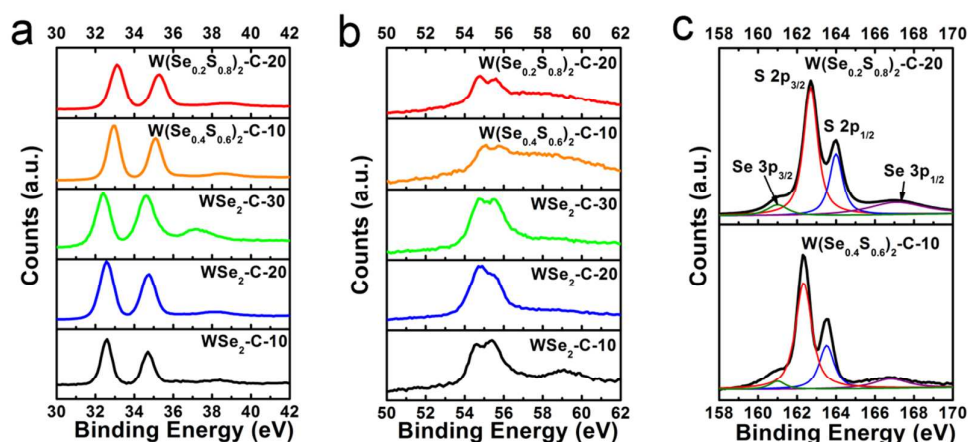 a
30 32 34 36 38 40 42
W(Se0.2S0.8)2-C-20
W(Se0.4S0.6)2-C-10
WSe2-C-30
WSe2-C-20
WSe2-C-10
Counts (a.u.)
30 32 34 36 38 40 42
Binding Energy (eV)
b
50 52 54 56 58 60 62
W(Se0.2S0.8)2-C-20
W(Se0.4S0.6)2-C-10
WSe2-C-30
WSe2-C-20
WSe2-C-10
Counts (a.u.)
50 52 54 56 58 60 62
Binding Energy (eV)
c
158 160 162 164 166 168 170
W(Se0.2S0.8)2-C-20
S 2p3/2
S 2p1/2
Se 3p3/2
Se 3p1/2
W(Se0.4S0.6)2-C-10
Counts (a.u.)
158 160 162 164 166 168 170
Binding Energy (eV)